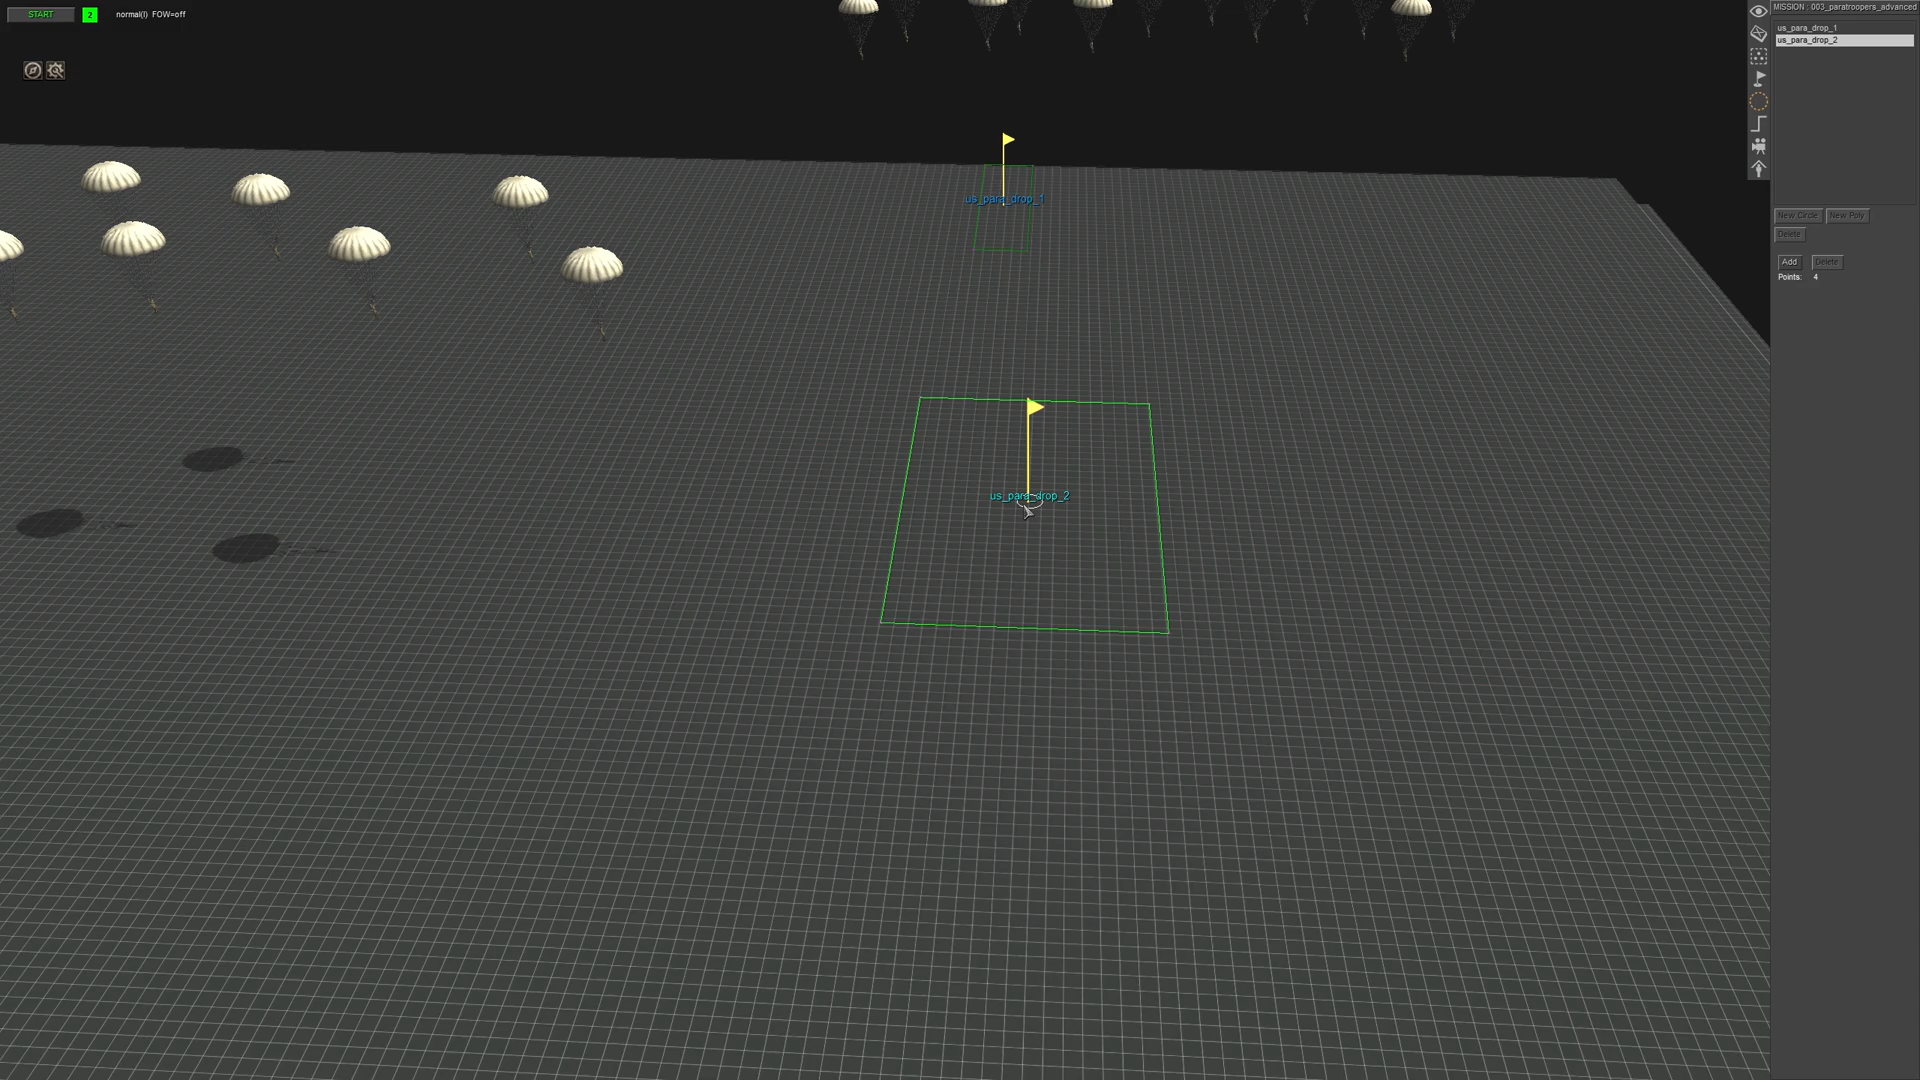 START 2 normal(l) FOW=off
MISSION : 003_paratroopers_advanced
us_para_drop_1
us_para_drop_2
New Circle New Poly
Delete
Add Delete
Points: 4
us_para_drop_1
us_para_drop_2